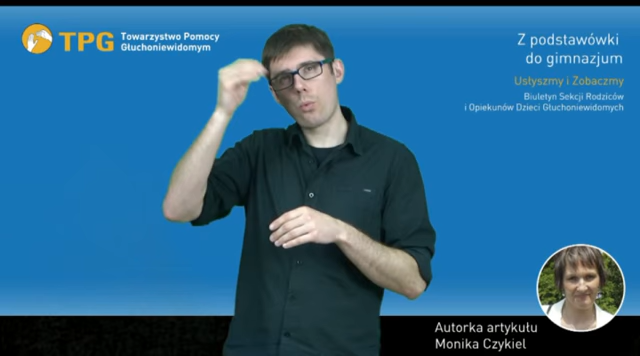 TPG
Towarzystwo Pomocy
Głuchoniewidomym
Z podstawówki
do gimnazjum
Usłyszmy i Zobaczmy
Biuletyn Sekcji Rodziców
i Opiekunów Dzieci Głuchoniewidomych
Autorka artykułu
Monika Czykiel